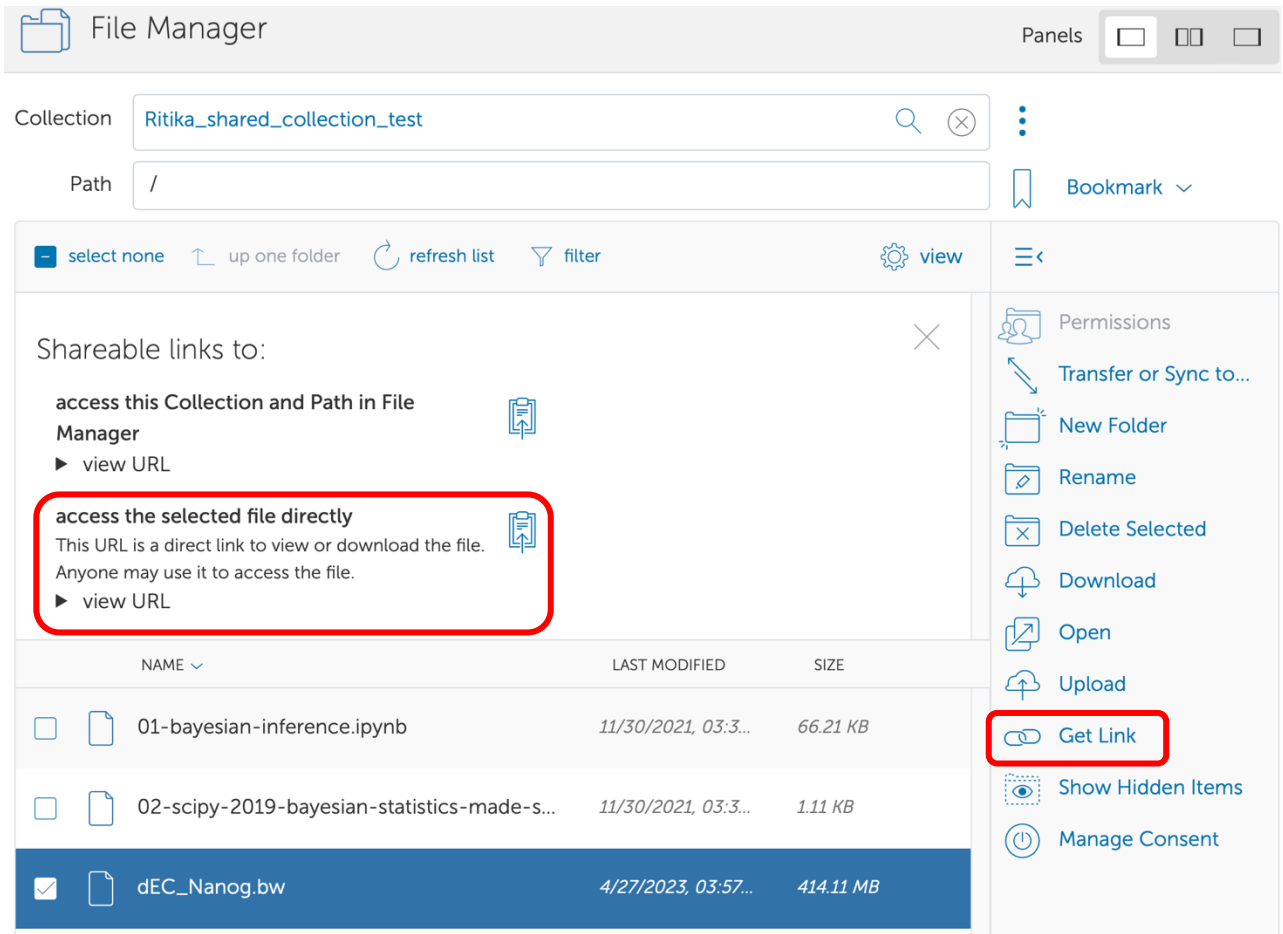 File Manager
Panels
Collection
Ritika_shared_collection_test
Path
/
Bookmark
select none
up one folder
refresh list
filter
view
Shareable links to:
access this Collection and Path in File
Manager
view URL
access the selected file directly
This URL is a direct link to view or download the file.
Anyone may use it to access the file.
view URL
NAME
LAST MODIFIED
SIZE
01-bayesian-inference.ipynb
11/30/2021, 03:3...
66.21 KB
02-scipy-2019-bayesian-statistics-made-s...
11/30/2021, 03:3...
1.11 KB
dEC_Nanog.bw
4/27/2023, 03:57...
414.11 MB
Permissions
Transfer or Sync to...
New Folder
Rename
Delete Selected
Download
Open
Upload
Get Link
Show Hidden Items
Manage Consent